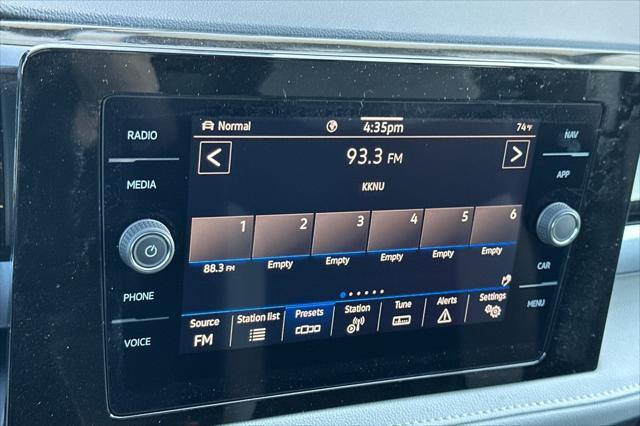 RADIO
MEDIA
PHONE
VOICE
Normal 4:35pm 74°F
93.3 FM
KKNU
1 2 3 4 5 6
88.3 FM Empty Empty Empty Empty Empty
Source Station list Presets Station Tune Alerts Settings
FM
NAV
APP
CAR
MENU